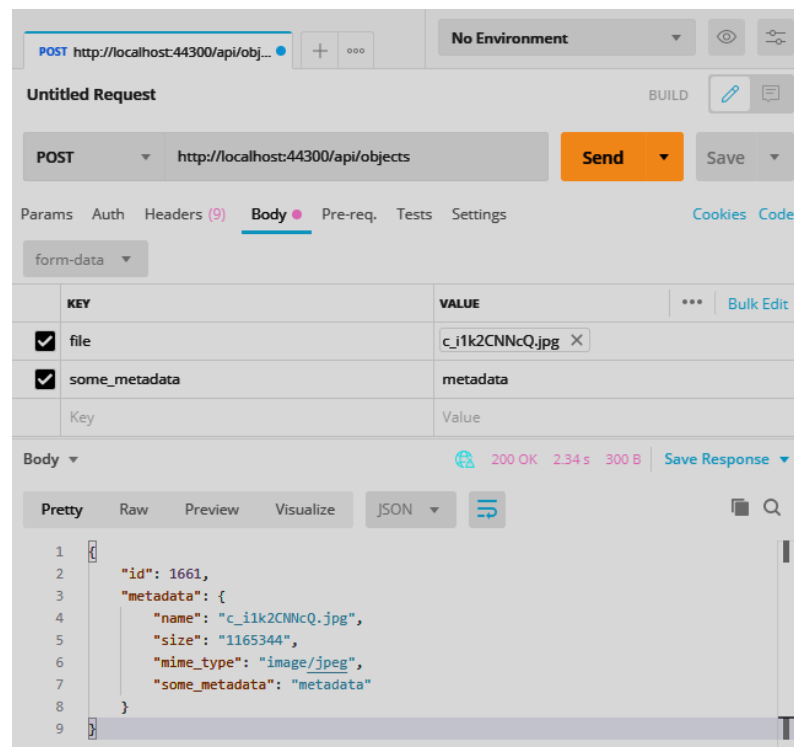 POST http://localhost:44300/api/obj...
No Environment
Untitled Request
BUILD
POST http://localhost:44300/api/objects Send Save
Params Auth Headers (9) Body Pre-req. Tests Settings Cookies Code
form-data
KEY VALUE Bulk Edit
file c_i1k2CNNcQ.jpg
some_metadata metadata
Key Value
Body 200 OK 2.34 s 300 B Save Response
Pretty Raw Preview Visualize JSON
1 {
2 "id": 1661,
3 "metadata": {
4 "name": "c_i1k2CNNcQ.jpg",
5 "size": "1165344",
6 "mime_type": "image/jpeg",
7 "some_metadata": "metadata"
8 }
9 }